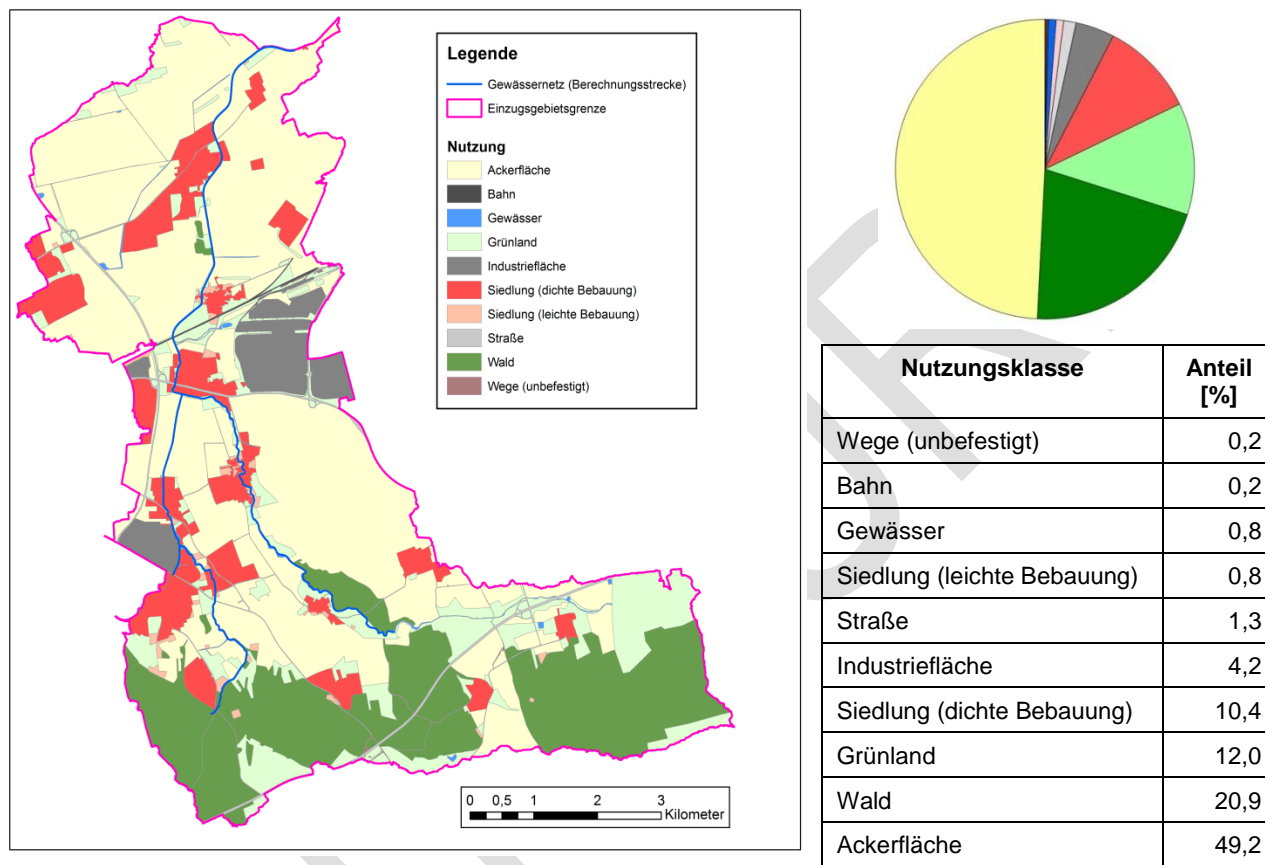 Legende
Gewässernetz (Berechnungsstrecke)
Einzugsgebietsgrenze
Nutzung
Ackerfläche
Bahn
Gewässer
Grünland
Industriefläche
Siedlung (dichte Bebauung)
Siedlung (leichte Bebauung)
Straße
Wald
Wege (unbefestigt)
0 0,5 1 2 3
Kilometer
Nutzungsklasse Anteil
[%]
Wege (unbefestigt) 0,2
Bahn 0,2
Gewässer 0,8
Siedlung (leichte Bebauung) 0,8
Straße 1,3
Industriefläche 4,2
Siedlung (dichte Bebauung) 10,4
Grünland 12,0
Wald 20,9
Ackerfläche 49,2